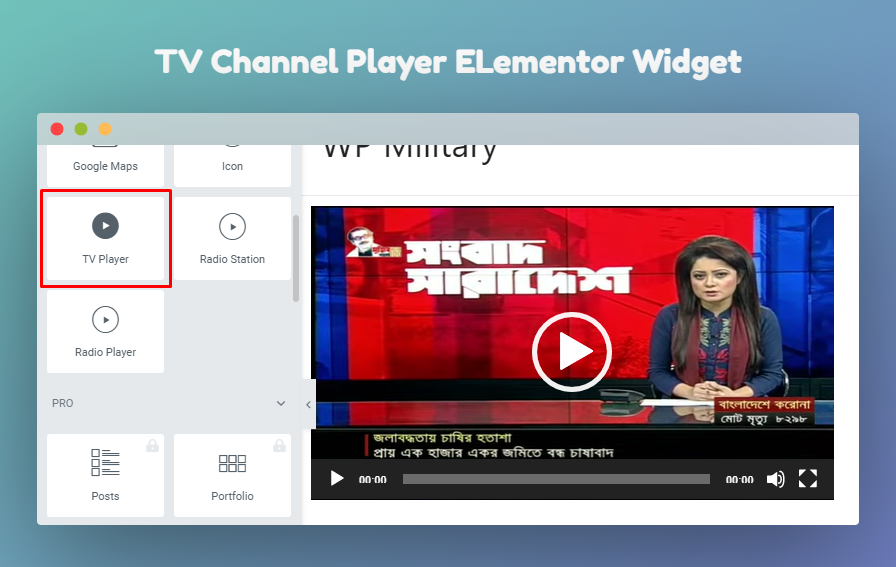 TV Channel Player ELementor Widget
WP Military
Google Maps
Icon
TV Player
Radio Station
Radio Player
PRO
Posts
Portfolio
সংবাদ
সারাদেশ
বাংলাদেশে করোনা
মোট মৃত্যু ৮২৯৮
জলাবদ্ধতায় চাষির হতাশা
প্রায় এক হাজার একর জমিতে বন্ধ চাষাবাদ
00:00
00:00